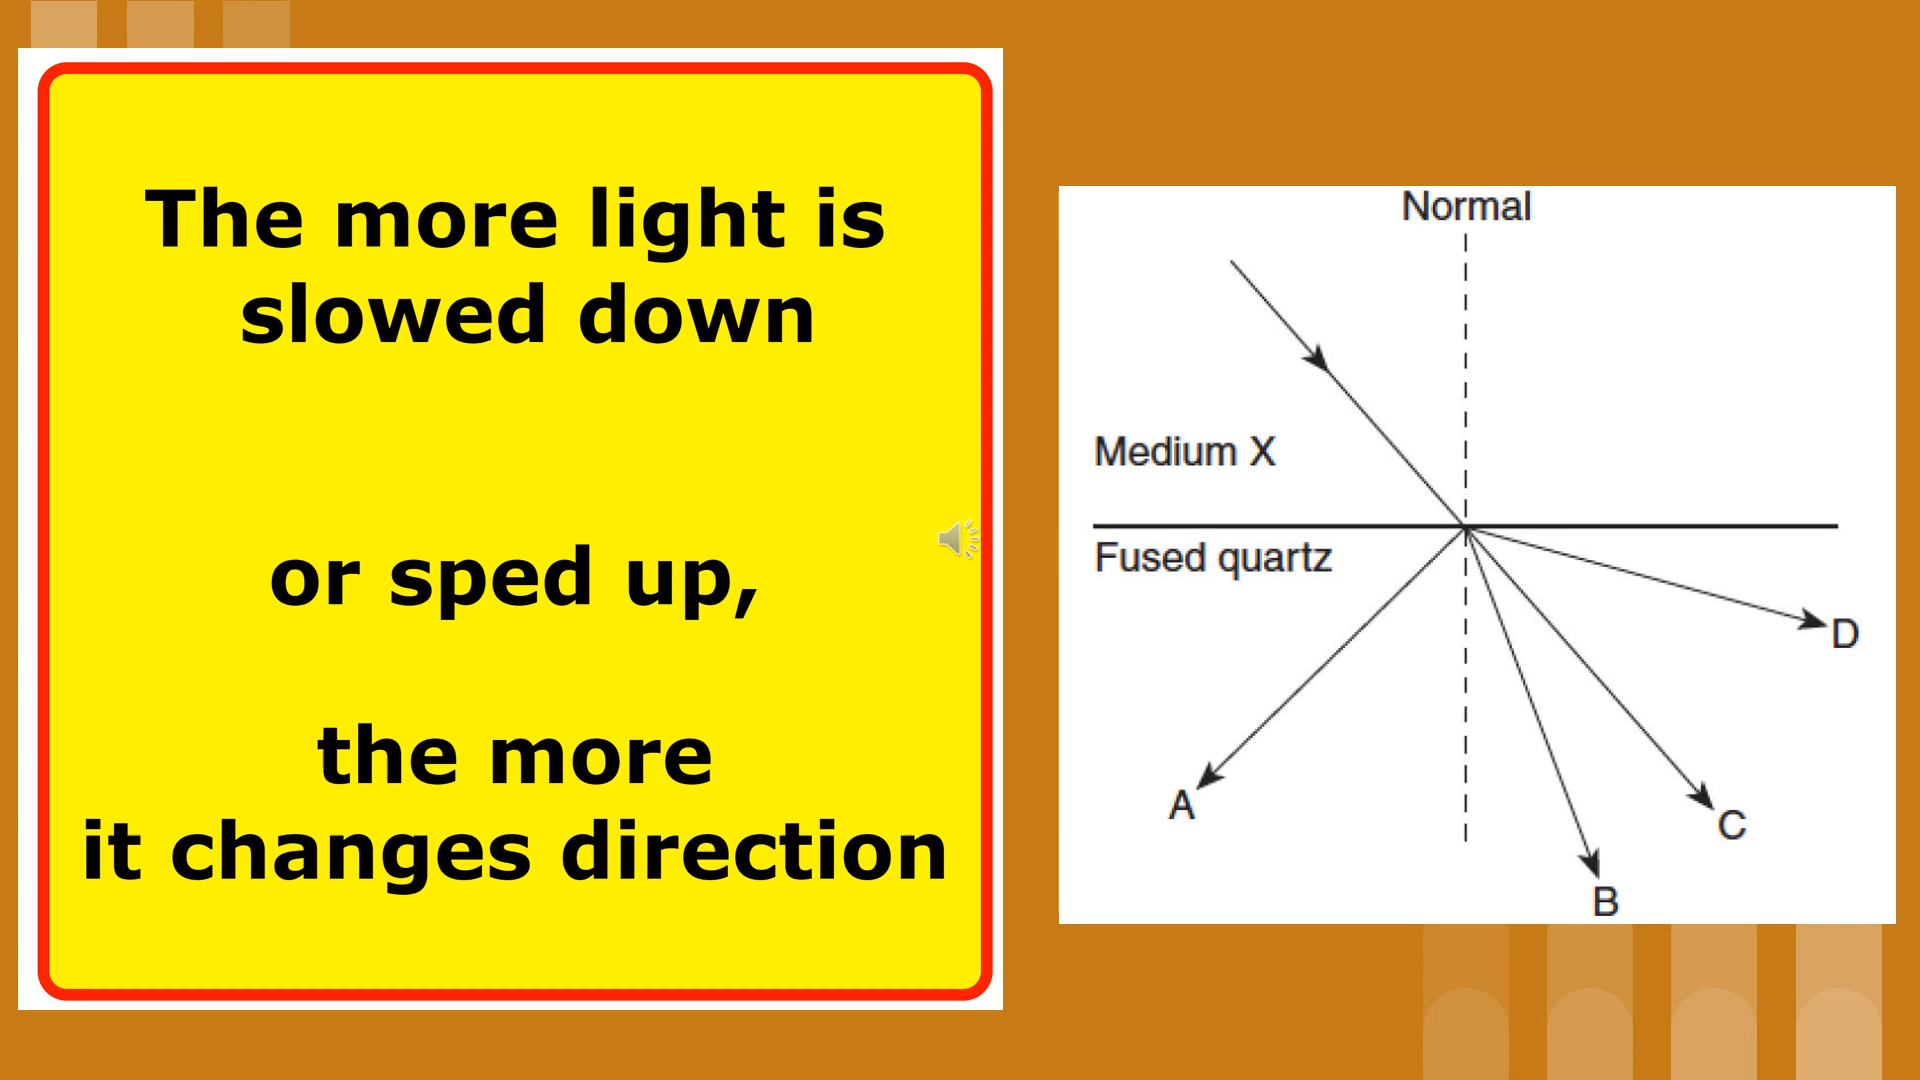 The more light is
slowed down
or sped up,
the more
it changes direction
Normal
Medium X
Fused quartz
D
A
C
B